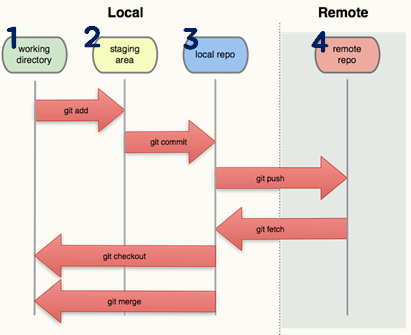 Local
Remote
1
working
directory
2
staging
area
3
local repo
4
remote
repo
git add
git commit
git push
git fetch
git checkout
git merge